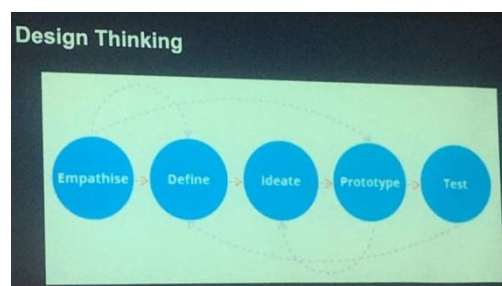 Design Thinking
Empathise
Define
Ideate
Prototype
Test